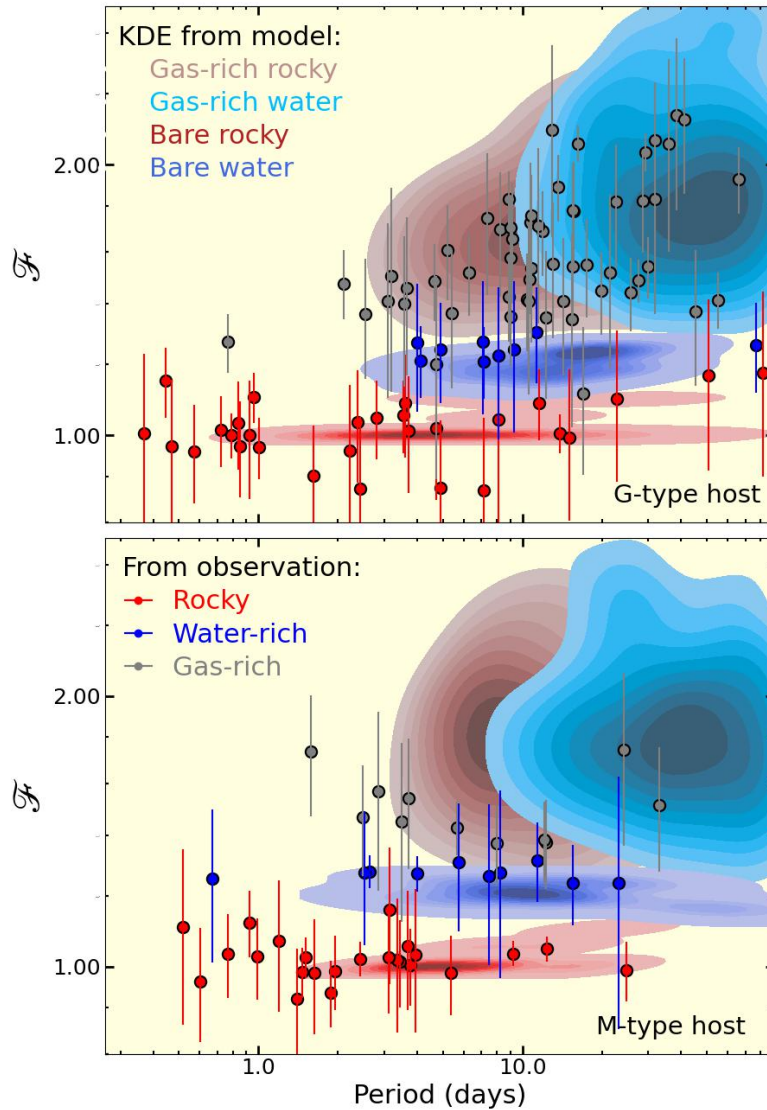 KDE from model:
Gas-rich rocky
Gas-rich water
Bare rocky
Bare water
2.00
ℱ
1.00
G-type host
From observation:
Rocky
Water-rich
Gas-rich
2.00
ℱ
1.00
M-type host
1.0 10.0
Period (days)